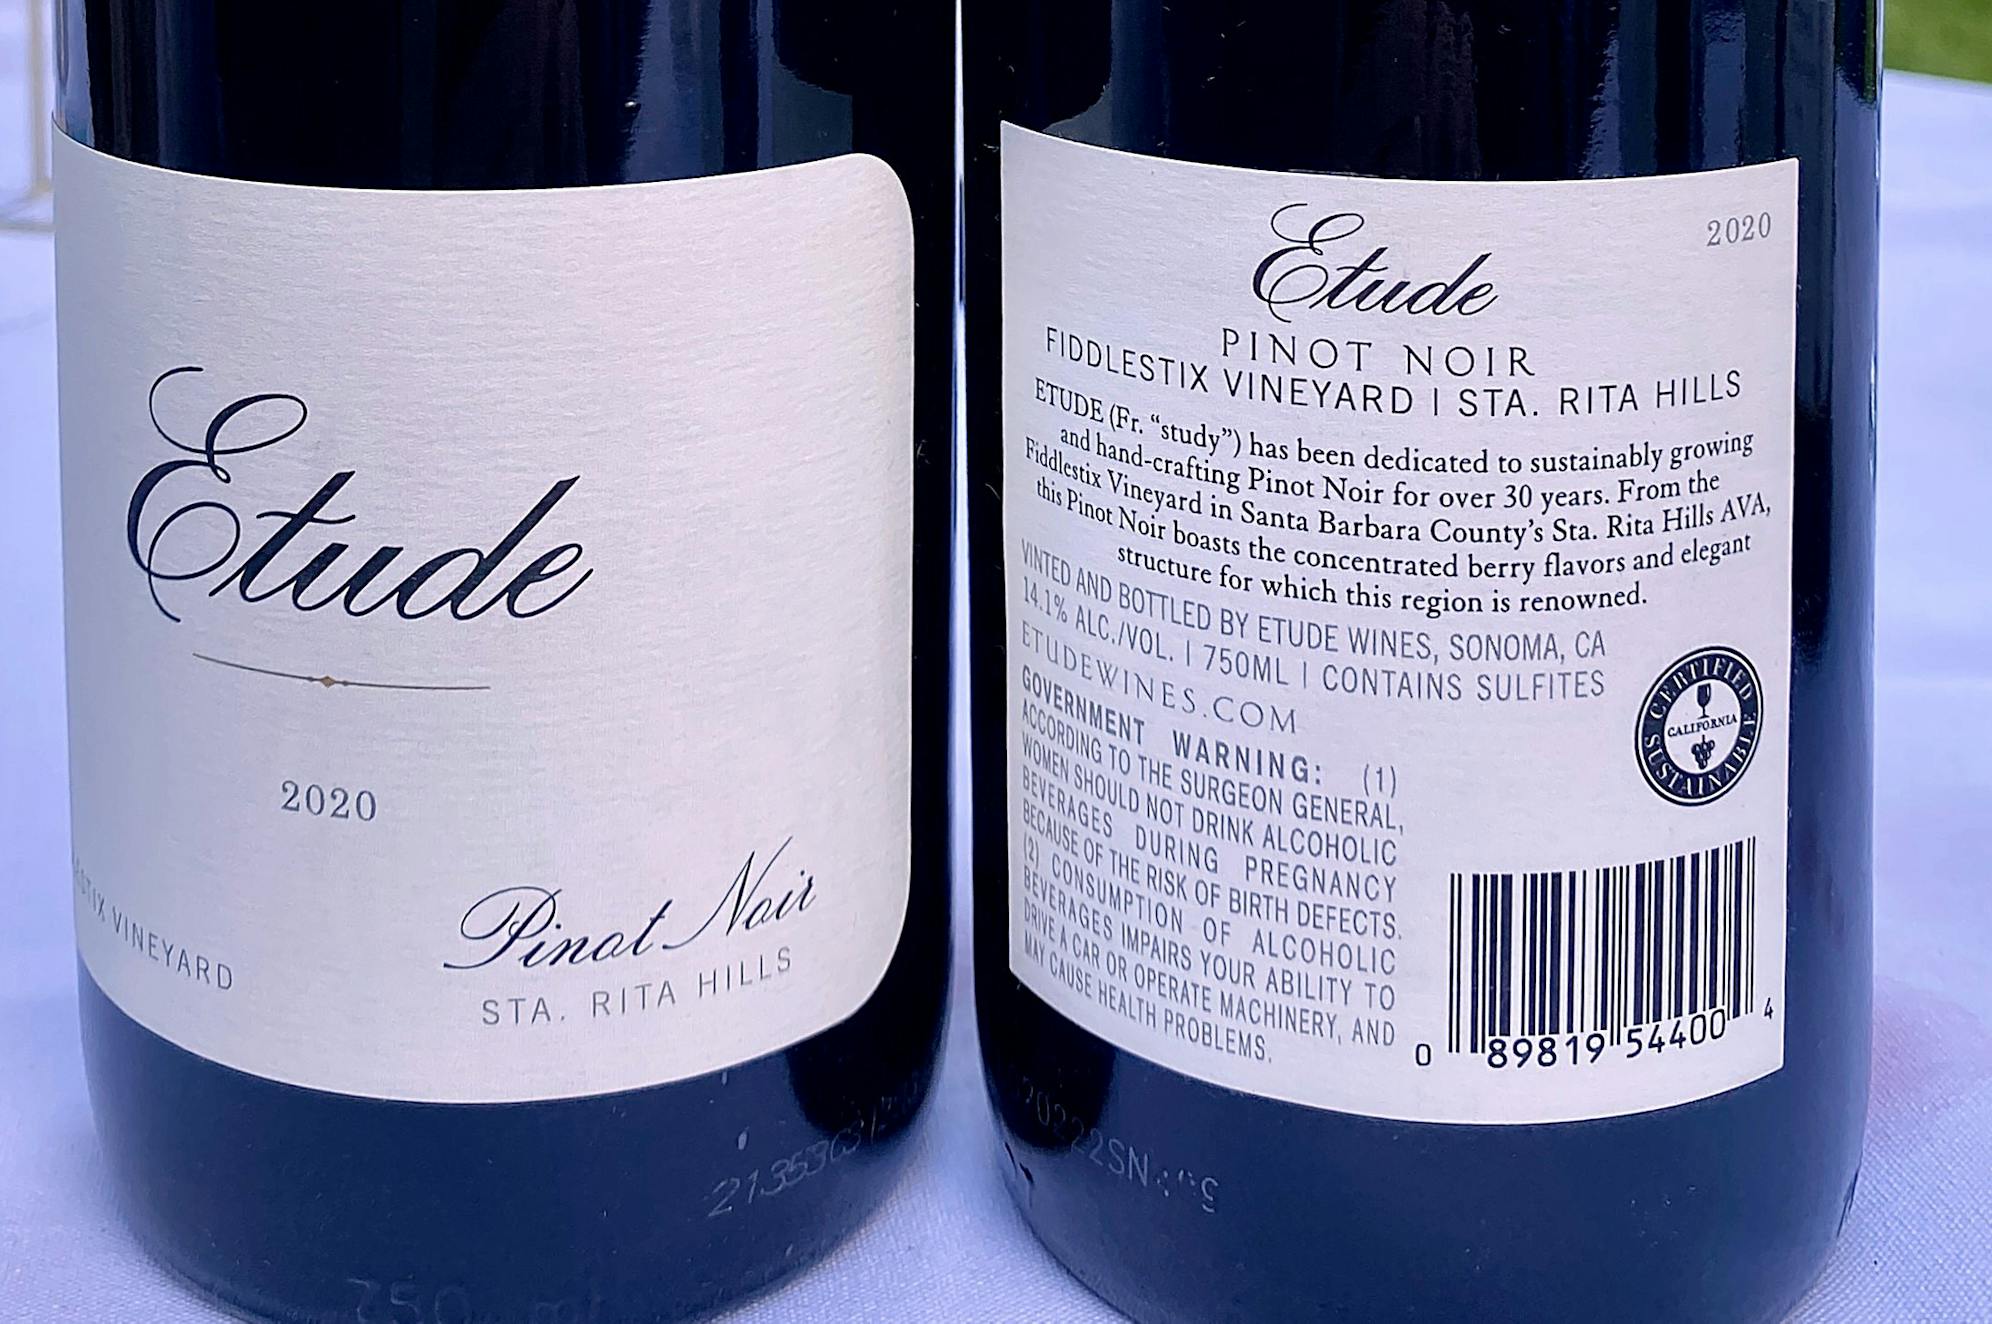 Etude
2020
VINEYARD
Pinot Noir
STA. RITA HILLS
750
Etude
2020
PINOT NOIR
FIDDLESTIX VINEYARD | STA. RITA HILLS
ETUDE (Fr. “study”) has been dedicated to sustainably growing
and hand-crafting Pinot Noir for over 30 years. From the
Fiddlestix Vineyard in Santa Barbara County’s Sta. Rita Hills AVA,
this Pinot Noir boasts the concentrated berry flavors and elegant
structure for which this region is renowned.
VINTED AND BOTTLED BY ETUDE WINES, SONOMA, CA
14.1% ALC./VOL. | 750ML | CONTAINS SULFITES
ETUDEWINES.COM
GOVERNMENT WARNING: (1)
ACCORDING TO THE SURGEON GENERAL,
WOMEN SHOULD NOT DRINK ALCOHOLIC
BEVERAGES DURING PREGNANCY
BECAUSE OF THE RISK OF BIRTH DEFECTS.
(2) CONSUMPTION OF ALCOHOLIC
BEVERAGES IMPAIRS YOUR ABILITY TO
DRIVE A CAR OR OPERATE MACHINERY, AND
MAY CAUSE HEALTH PROBLEMS.
CERTIFIED
CALIFORNIA
SUSTAINABLE
0 89819 54400 4